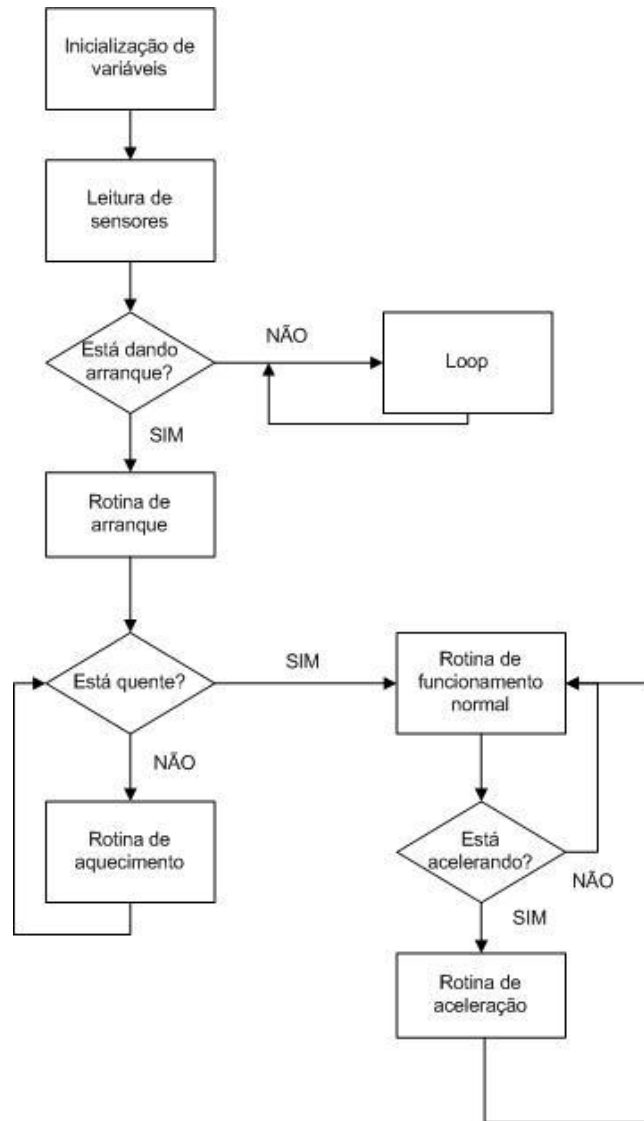 Inicialização de
variáveis
Leitura de
sensores
Está dando
arranque?
NÃO
Loop
SIM
Rotina de
arranque
Está quente?
SIM
Rotina de
funcionamento
normal
NÃO
Rotina de
aquecimento
Está
acelerando?
NÃO
SIM
Rotina de
aceleração